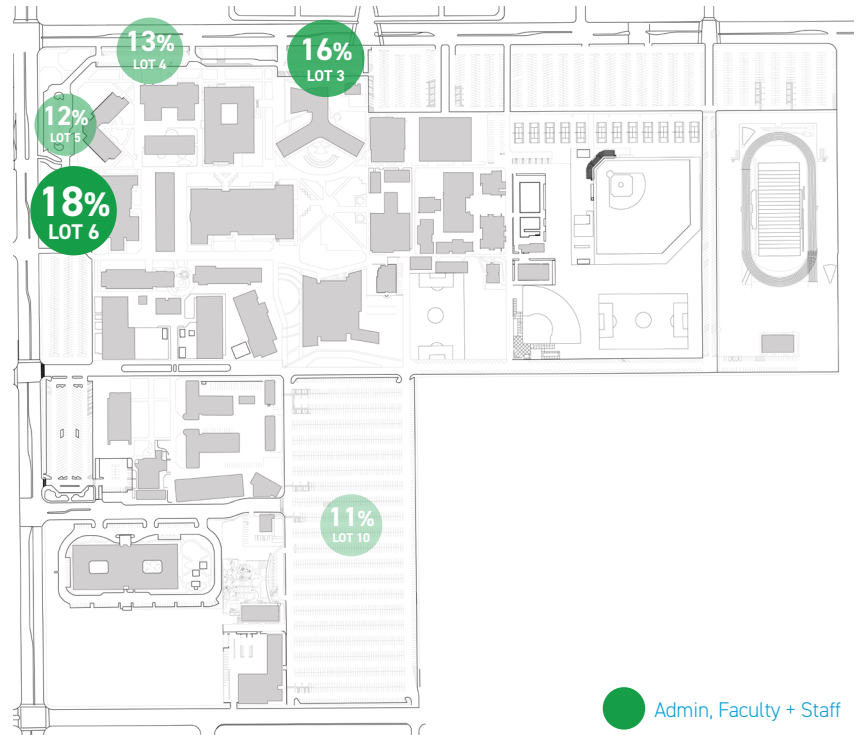 13%
LOT 4
16%
LOT 3
12%
LOT 5
18%
LOT 6
11%
LOT 10
Admin, Faculty + Staff